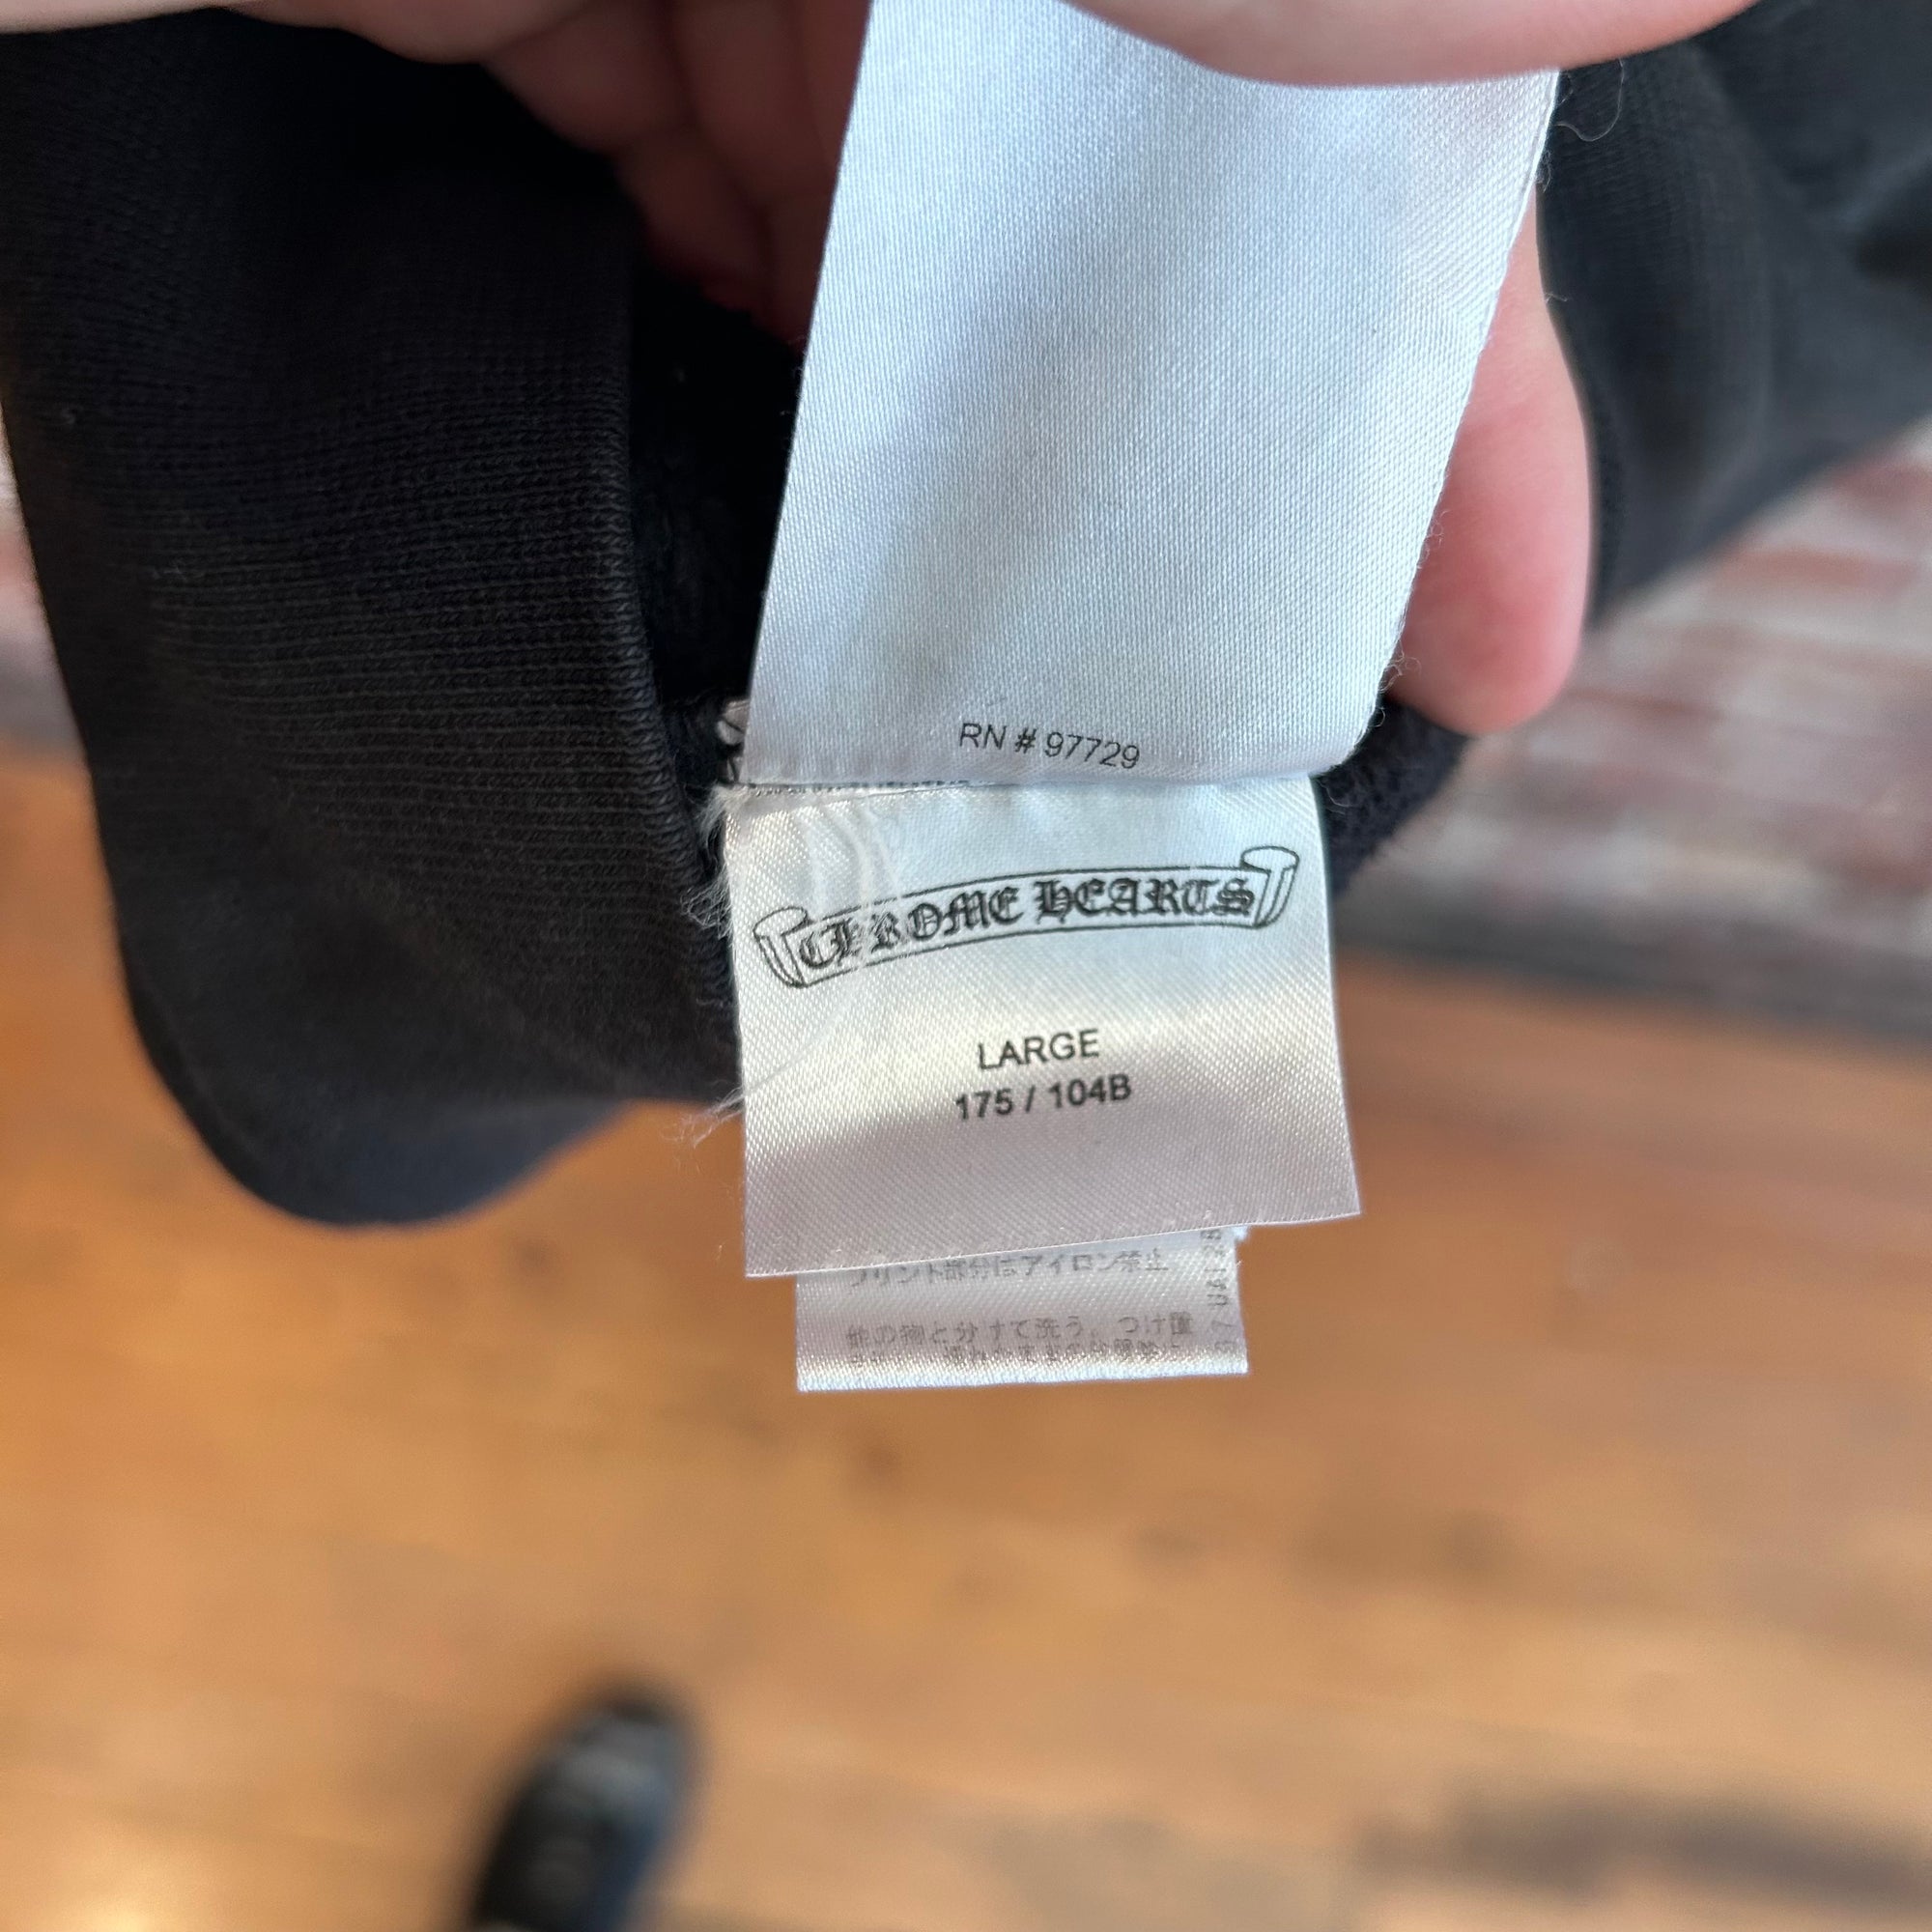 RN # 97729
CHROME HEARTS
LARGE
175 / 104B
プリント部分はアイロン禁止
他の物と分けて洗う。つけ置